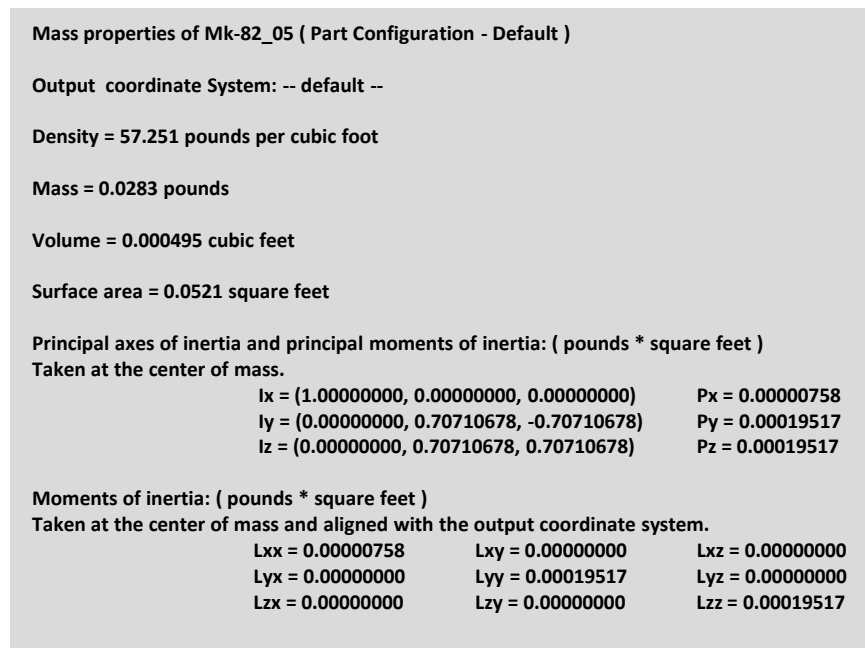 Mass properties of Mk-82_05 ( Part Configuration - Default )
Output coordinate System: -- default --
Density = 57.251 pounds per cubic foot
Mass = 0.0283 pounds
Volume = 0.000495 cubic feet
Surface area = 0.0521 square feet
Principal axes of inertia and principal moments of inertia: ( pounds * square feet )
Taken at the center of mass.
Ix = (1.00000000, 0.00000000, 0.00000000) Px = 0.00000758
Iy = (0.00000000, 0.70710678, -0.70710678) Py = 0.00019517
Iz = (0.00000000, 0.70710678, 0.70710678) Pz = 0.00019517
Moments of inertia: ( pounds * square feet )
Taken at the center of mass and aligned with the output coordinate system.
Lxx = 0.00000758 Lxy = 0.00000000 Lxz = 0.00000000
Lyx = 0.00000000 Lyy = 0.00019517 Lyz = 0.00000000
Lzx = 0.00000000 Lzy = 0.00000000 Lzz = 0.00019517